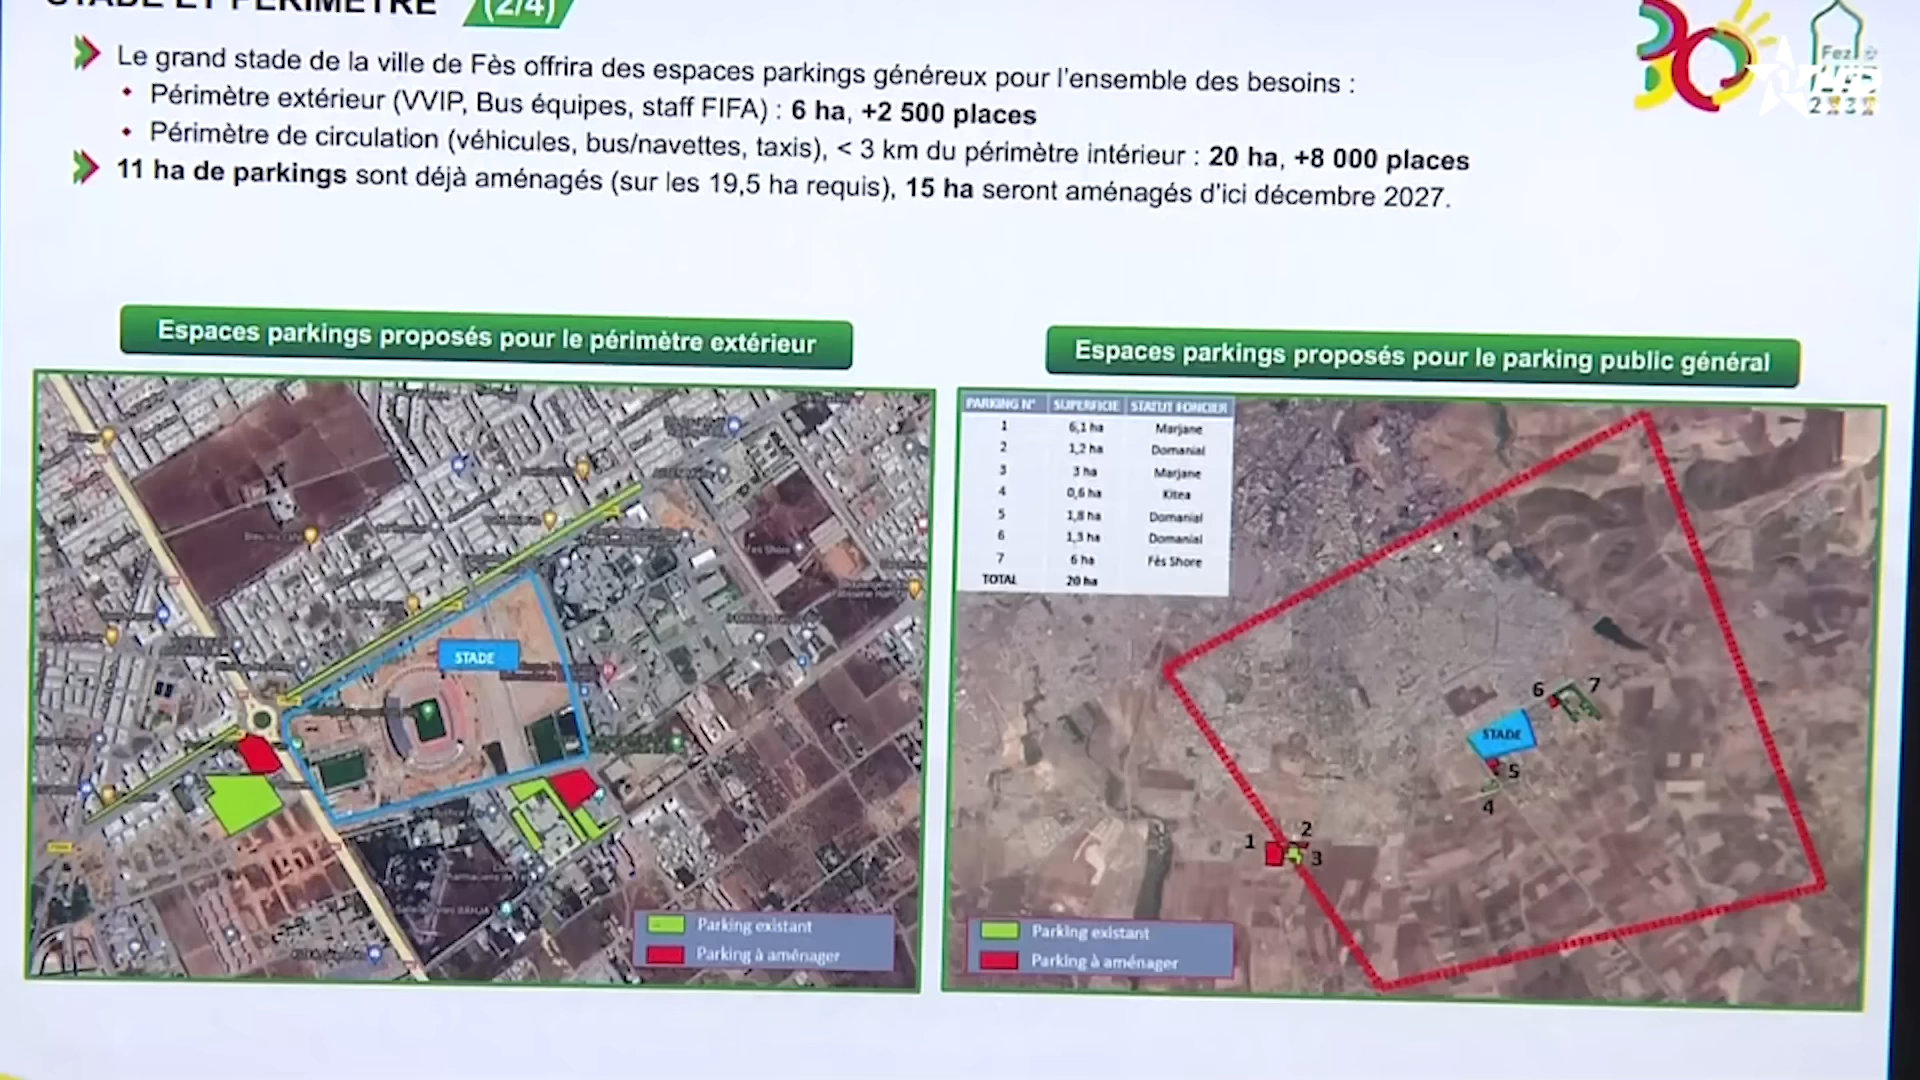 STADE ET PÉRIMÈTRE (2/4)
Le grand stade de la ville de Fès offrira des espaces parkings généreux pour l'ensemble des besoins :
• Périmètre extérieur (VVIP, Bus équipes, staff FIFA) : 6 ha, +2 500 places
• Périmètre de circulation (véhicules, bus/navettes, taxis), < 3 km du périmètre intérieur : 20 ha, +8 000 places
11 ha de parkings sont déjà aménagés (sur les 19,5 ha requis), 15 ha seront aménagés d'ici décembre 2027.
Fez
Espaces parkings proposés pour le périmètre extérieur
STADE
Parking existant
Parking à aménager
Espaces parkings proposés pour le parking public général
PARKING N° SUPERFICIE STATUT FONCIER
1 6,1 ha Marjane
2 1,2 ha Domanial
3 3 ha Marjane
4 0,6 ha Kitea
5 1,8 ha Domanial
6 1,3 ha Domanial
7 6 ha Fès Shore
TOTAL 20 ha
6 7
STADE
5
4
1 2
3
Parking existant
Parking à aménager